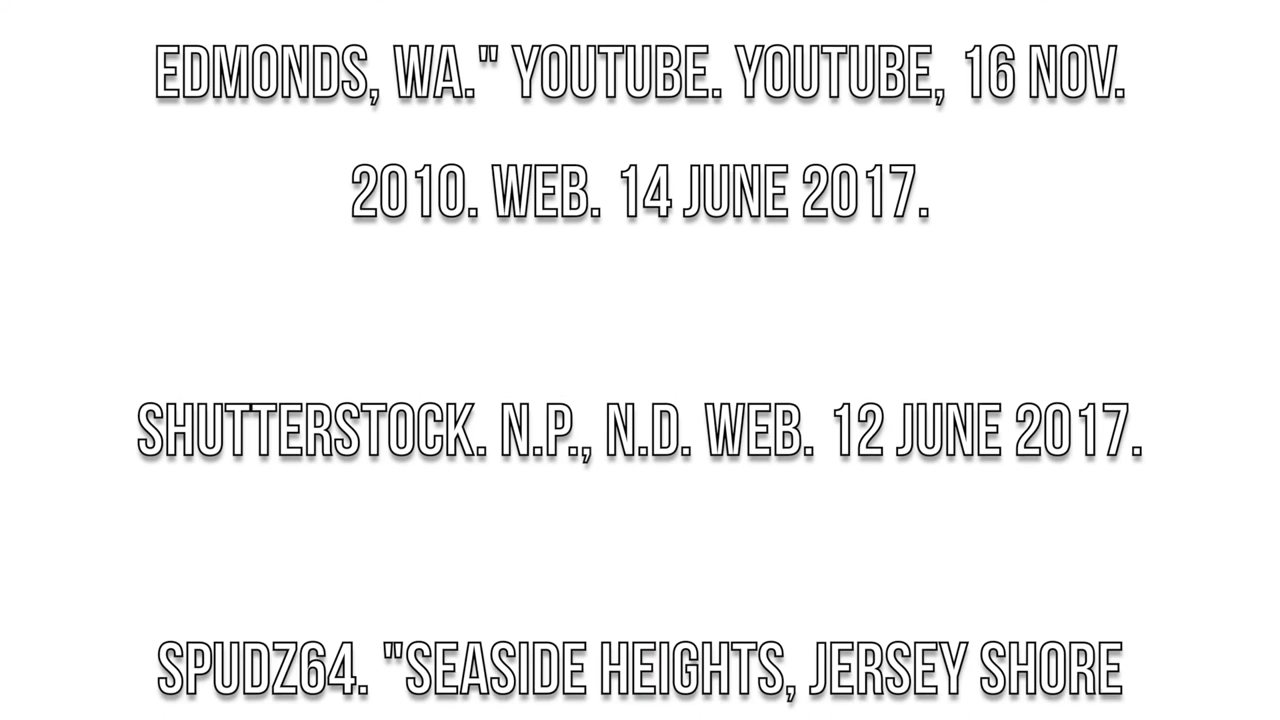 EDMONDS, WA." YOUTUBE. YOUTUBE, 16 NOV.
2010. WEB. 14 JUNE 2017.
SHUTTERSTOCK. N.P., N.D. WEB. 12 JUNE 2017.
SPUDZ64. "SEASIDE HEIGHTS, JERSEY SHORE